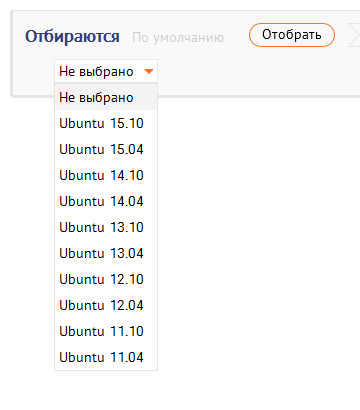 Отбираются По умолчанию Отобрать
Не выбрано
Не выбрано
Ubuntu 15.10
Ubuntu 15.04
Ubuntu 14.10
Ubuntu 14.04
Ubuntu 13.10
Ubuntu 13.04
Ubuntu 12.10
Ubuntu 12.04
Ubuntu 11.10
Ubuntu 11.04